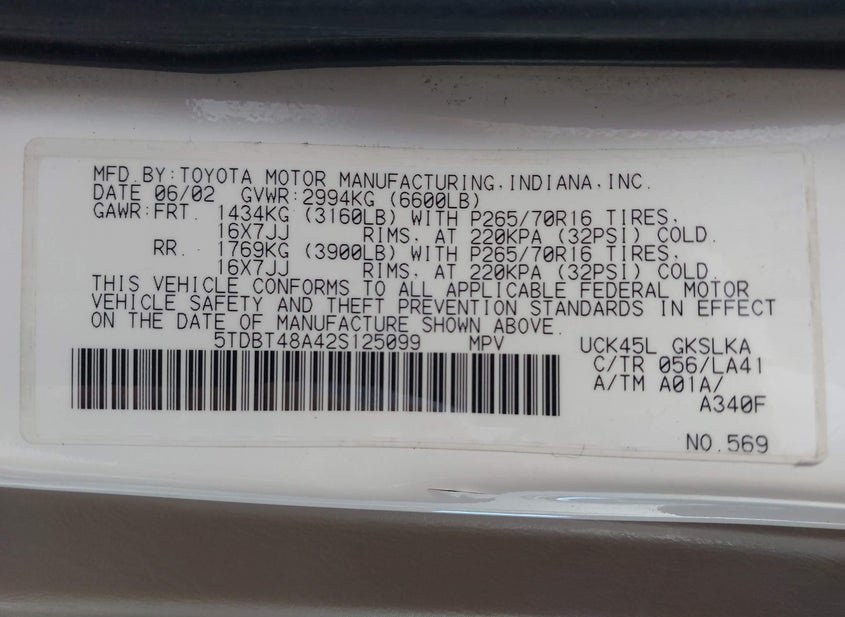 MFD.BY:TOYOTA MOTOR MANUFACTURING,INDIANA,INC.
DATE 06/02 GVWR:2994KG (6600LB)
GAWR:FRT. 1434KG (3160LB) WITH P265/70R16 TIRES,
16X7JJ RIMS, AT 220KPA (32PSI) COLD.
RR. 1769KG (3900LB) WITH P265/70R16 TIRES,
16X7JJ RIMS, AT 220KPA (32PSI) COLD.
THIS VEHICLE CONFORMS TO ALL APPLICABLE FEDERAL MOTOR
VEHICLE SAFETY AND THEFT PREVENTION STANDARDS IN EFFECT
ON THE DATE OF MANUFACTURE SHOWN ABOVE.
5TDBT48A42S125099 MPV UCK45L GKSLKA
C/TR 056/LA41
A/TM A01A/
A340F
NO.569